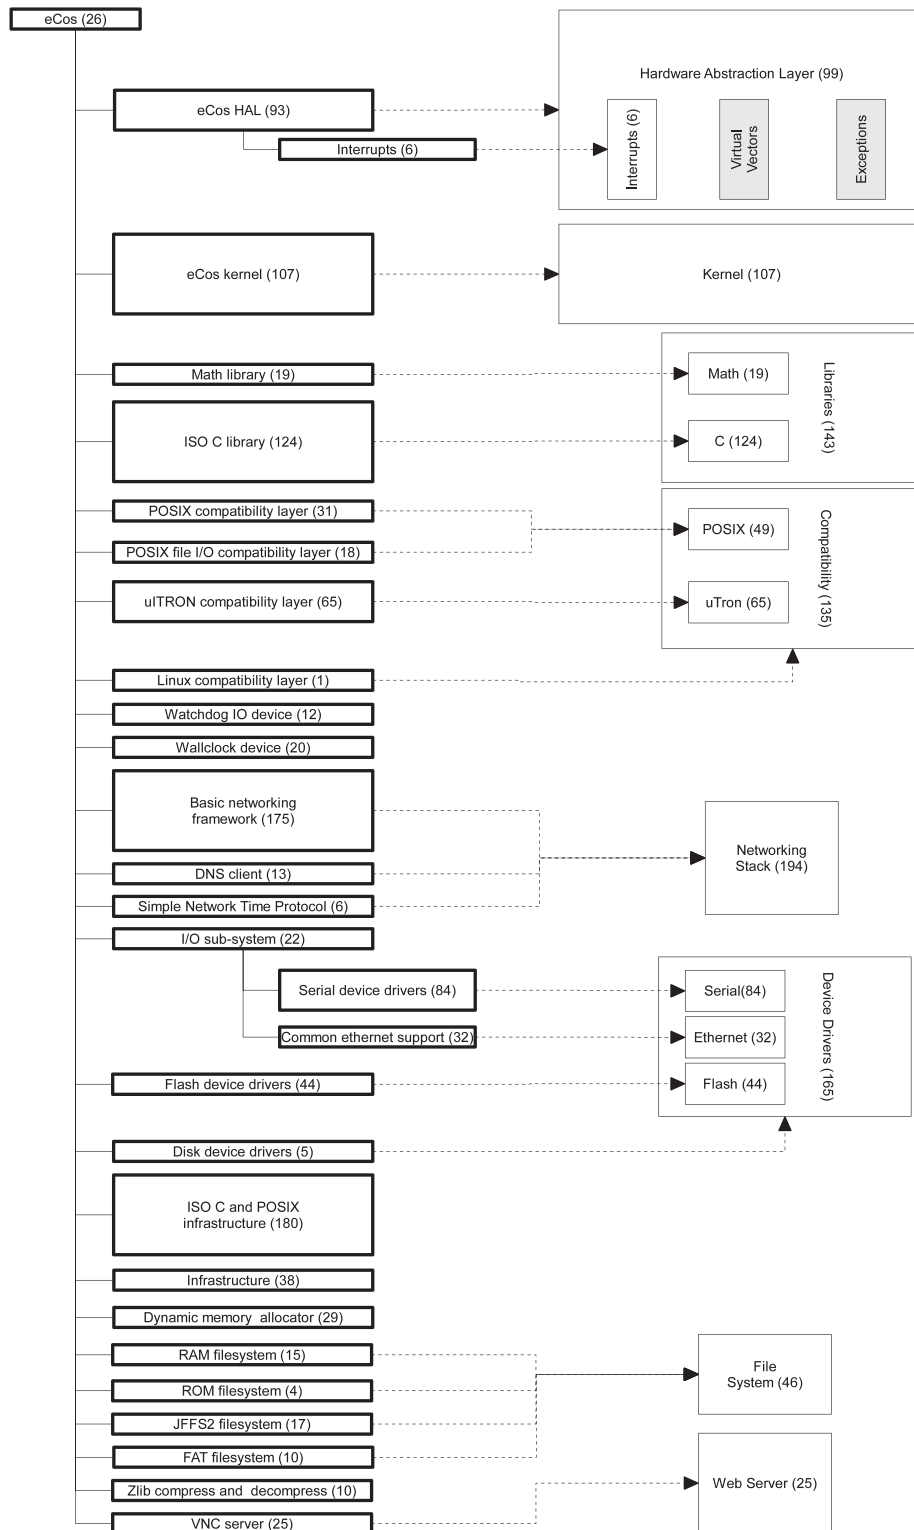 eCos (26)
Hardware Abstraction Layer (99)
eCos HAL (93)
Interrupts (6)
Interrupts (6)
Virtual
Vectors
Exceptions
eCos kernel (107)
Kernel (107)
Math library (19)
Math (19)
Libraries (143)
ISO C library (124)
C (124)
POSIX compatibility layer (31)
POSIX (49)
Compatibility (135)
POSIX file I/O compatibility layer (18)
uITRON compatibility layer (65)
uTron (65)
Linux compatibility layer (1)
Watchdog IO device (12)
Wallclock device (20)
Basic networking
framework (175)
Networking
Stack (194)
DNS client (13)
Simple Network Time Protocol (6)
I/O sub-system (22)
Serial device drivers (84)
Serial(84)
Device Drivers (165)
Common ethernet support (32)
Ethernet (32)
Flash device drivers (44)
Flash (44)
Disk device drivers (5)
ISO C and POSIX
infrastructure (180)
Infrastructure (38)
Dynamic memory  allocator (29)
RAM filesystem (15)
File
System (46)
ROM filesystem (4)
JFFS2 filesystem (17)
FAT filesystem (10)
Zlib compress and  decompress (10)
Web Server (25)
VNC server (25)